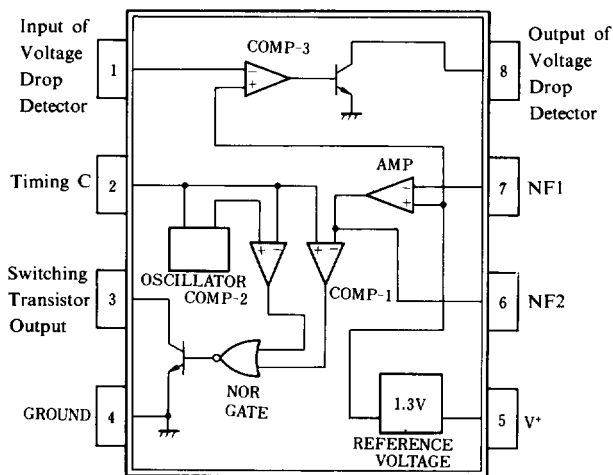 Input of
Voltage
Drop
Detector
1
COMP-3
−
+
8
Output of
Voltage
Drop
Detector
Timing C
2
AMP
−
+
7
NF1
OSCILLATOR
COMP-2
+ −
+ −
COMP-1
Switching
Transistor
Output
3
6
NF2
NOR
GATE
GROUND
4
1.3V
REFERENCE
VOLTAGE
5
V+